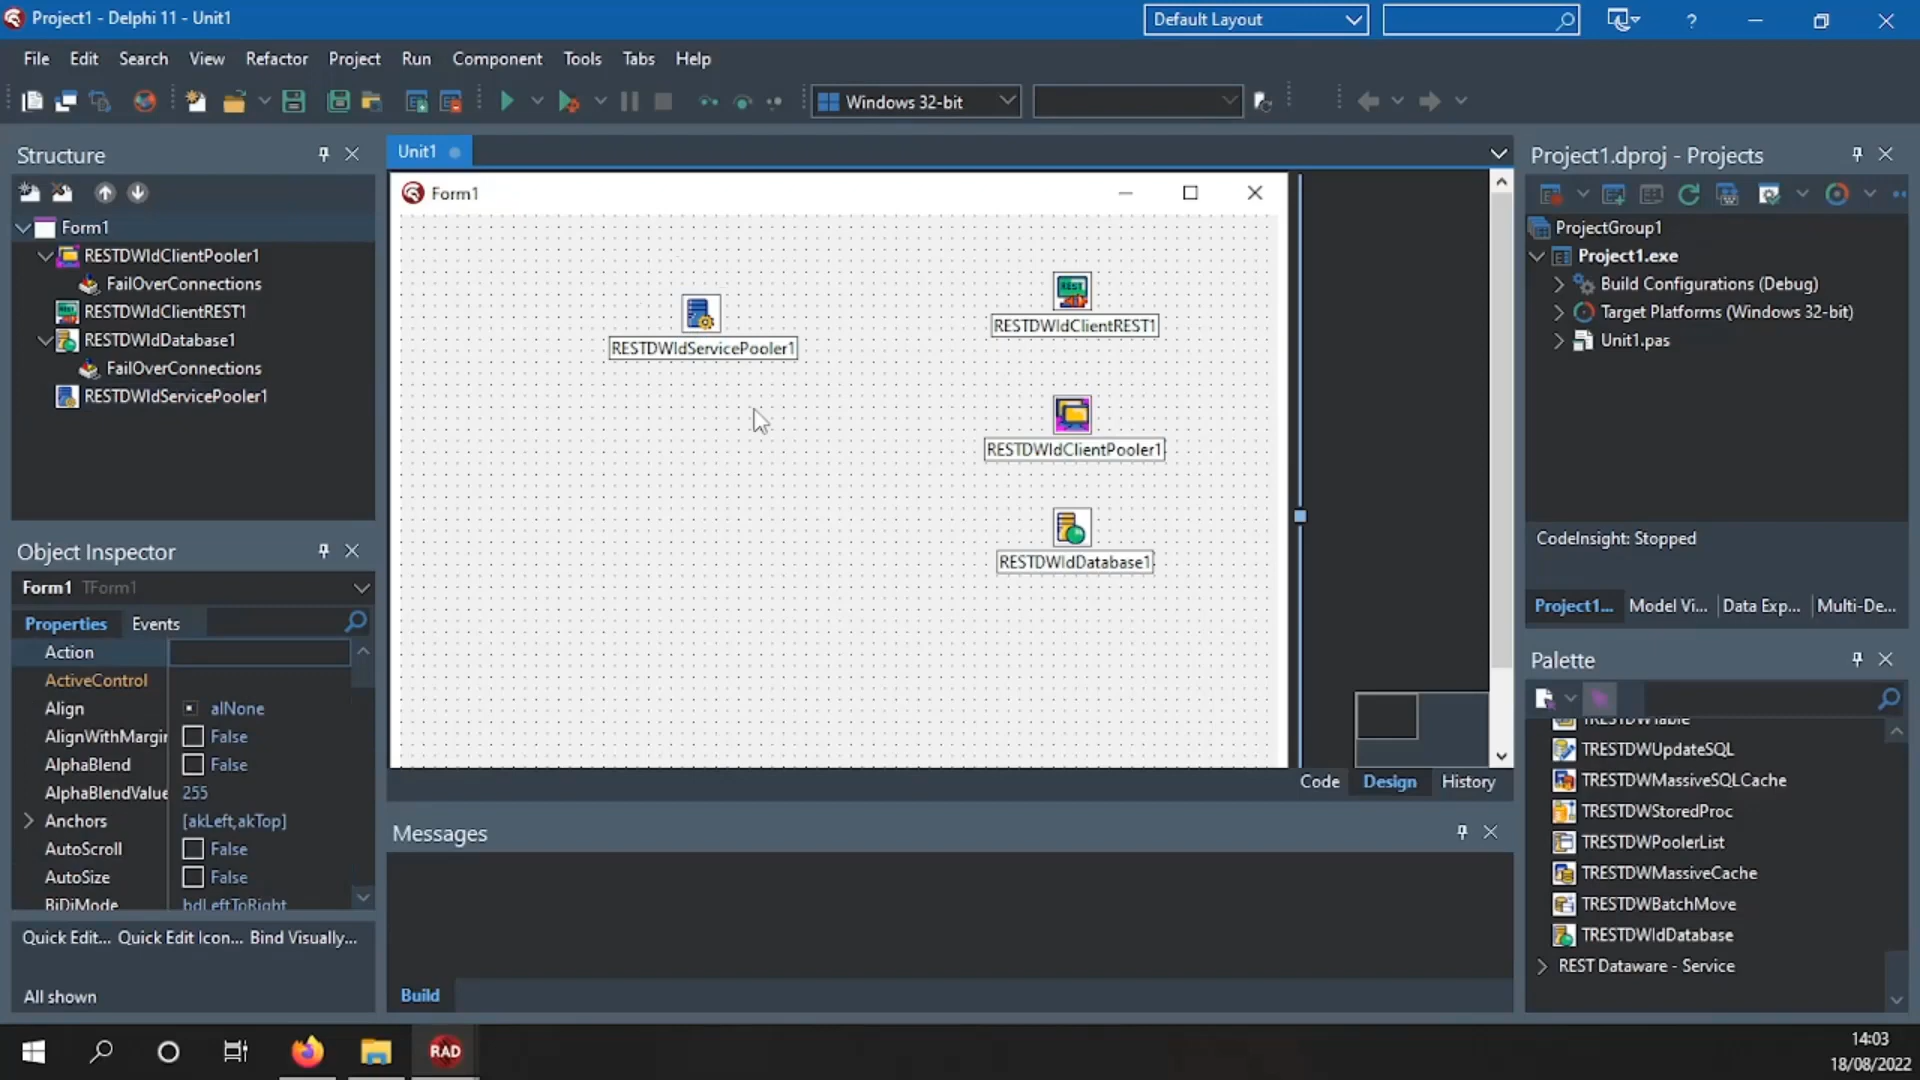 Project1 - Delphi 11 - Unit1
Default Layout
?
File Edit Search View Refactor Project Run Component Tools Tabs Help
Windows 32-bit
Structure
Form1
RESTDWIdClientPooler1
FailOverConnections
RESTDWIdClientREST1
RESTDWIdDatabase1
FailOverConnections
RESTDWIdServicePooler1
Object Inspector
Form1 TForm1
Properties Events
Action
ActiveControl
Align alNone
AlignWithMargin False
AlphaBlend False
AlphaBlendValue 255
Anchors [akLeft,akTop]
AutoScroll False
AutoSize False
BiDiMode bdLeftToRight
Quick Edit... Quick Edit Icon... Bind Visually...
All shown
Unit1
Form1
RESTDWIdServicePooler1
REST
RESTDWIdClientREST1
RESTDWIdClientPooler1
RESTDWIdDatabase1
Code Design History
Messages
Build
Project1.dproj - Projects
ProjectGroup1
Project1.exe
Build Configurations (Debug)
Target Platforms (Windows 32-bit)
Unit1.pas
CodeInsight: Stopped
Project1... Model Vi... Data Exp... Multi-De...
Palette
TRESTDWTable
TRESTDWUpdateSQL
TRESTDWMassiveSQLCache
TRESTDWStoredProc
TRESTDWPoolerList
TRESTDWMassiveCache
TRESTDWBatchMove
TRESTDWIdDatabase
REST Dataware - Service
RAD
14:03
18/08/2022